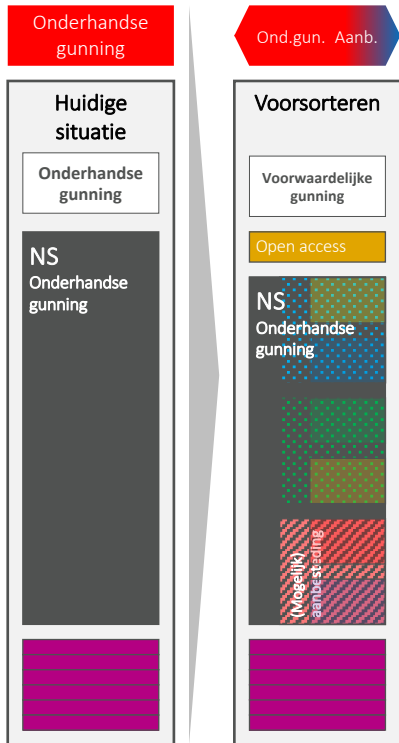 Onderhandse
gunning
Huidige
situatie
Onderhandse
gunning
NS
Onderhandse
gunning
Ond.gun. Aanb.
Voorsorteren
Voorwaardelijke
gunning
Open access
NS
Onderhandse
gunning
(Mogelijk)
aanbesteding